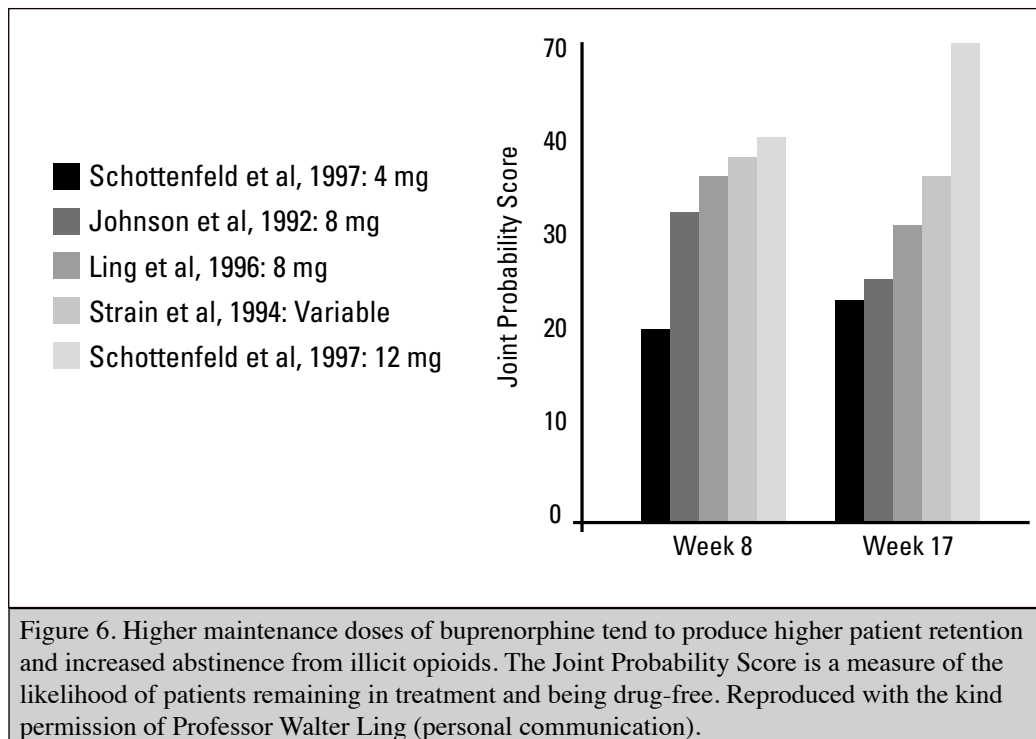 Schottenfeld et al, 1997: 4 mg
Johnson et al, 1992: 8 mg
Ling et al, 1996: 8 mg
Strain et al, 1994: Variable
Schottenfeld et al, 1997: 12 mg
Joint Probability Score
70
40
30
20
10
0
Week 8
Week 17
Figure 6. Higher maintenance doses of buprenorphine tend to produce higher patient retention
and increased abstinence from illicit opioids. The Joint Probability Score is a measure of the
likelihood of patients remaining in treatment and being drug-free. Reproduced with the kind
permission of Professor Walter Ling (personal communication).